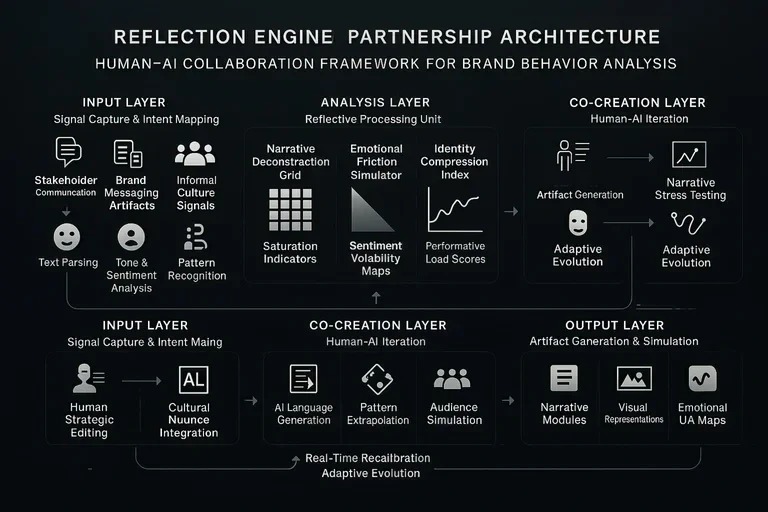 REFLECTION ENGINE PARTNERSHIP ARCHITECTURE
HUMAN–AI COLLABORATION FRAMEWORK FOR BRAND BEHAVIOR ANALYSIS
INPUT LAYER
Signal Capture & Intent Mapping
Stakeholder
Communcation
Brand
Messaging
Artifacts
Informal
Culture
Signals
Text Parsing
Tone &
Sentiment
Analysis
Pattern
Recognition
ANALYSIS LAYER
Reflective Processing Unit
Narrative
Deconstraction
Grid
Emotional
Friction
Simulator
Identity
Compression
Index
Saturation
Indicators
Sentiment
Volability
Maps
Performative
Load Scores
CO-CREATION LAYER
Human-AI Iteration
Artifact Generation
Narrative
Stress Testing
Adaptive
Evolution
Adaptive
Evolution
INPUT LAYER
Signal Capture & Intent Maing
Human
Strategic
Editing
AL
Cultural
Nuunce
Integration
CO-CREATION LAYER
Human-AI Iteration
AI Language
Generation
Pattern
Extrapolation
Audience
Simulation
OUTPUT LAYER
Artifact Generation & Simulation
Narrative
Modules
Visual
Representations
Emotional
UA Maps
Real-Time Recalibration
Adaptive Evolution